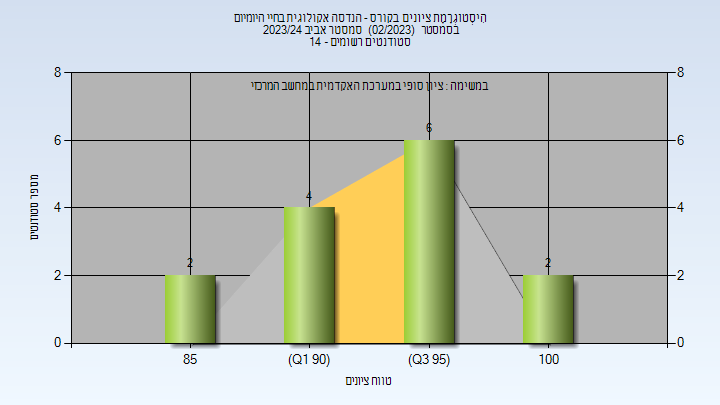 היסטוגרמת ציונים בקורס - הנדסה אקולוגית בחיי היומיום
בסמסטר (02/2023) סמסטר אביב 2023/24
סטודנטים רשומים - 14
במשימה : ציון סופי במערכת האקדמית במחשב המרכזי
8
8
6
6
6
4
4
4
2
2
2
2
0
0
85
(Q1 90)
(Q3 95)
100
מספר סטודנטים
טווח ציונים